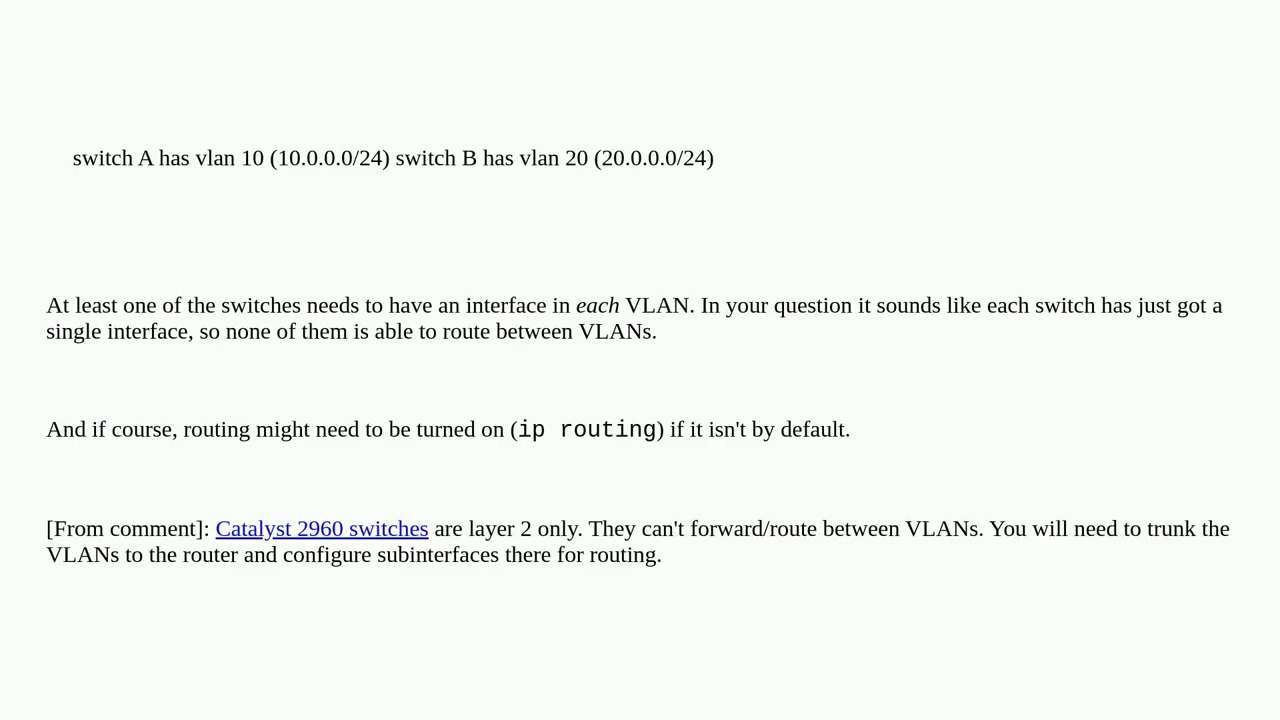 switch A has vlan 10 (10.0.0.0/24) switch B has vlan 20 (20.0.0.0/24)
At least one of the switches needs to have an interface in each VLAN. In your question it sounds like each switch has just got a
single interface, so none of them is able to route between VLANs.
And if course, routing might need to be turned on (ip routing) if it isn't by default.
[From comment]: Catalyst 2960 switches are layer 2 only. They can't forward/route between VLANs. You will need to trunk the
VLANs to the router and configure subinterfaces there for routing.